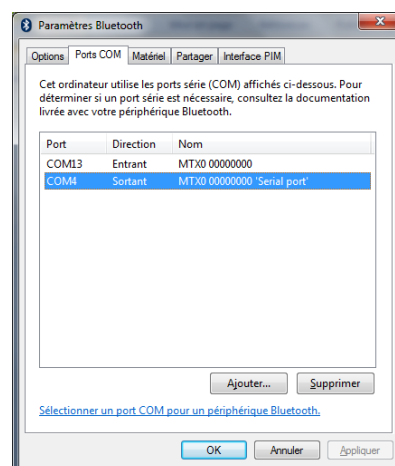 Paramètres Bluetooth
Options Ports COM Matériel Partager Interface PIM
Cet ordinateur utilise les ports série (COM) affichés ci-dessous. Pour
déterminer si un port série est nécessaire, consultez la documentation
livrée avec votre périphérique Bluetooth.
Port Direction Nom
COM13 Entrant MTX0 00000000
COM4 Sortant MTX0 00000000 'Serial port'
Ajouter... Supprimer
Sélectionner un port COM pour un périphérique Bluetooth.
OK Annuler Appliquer